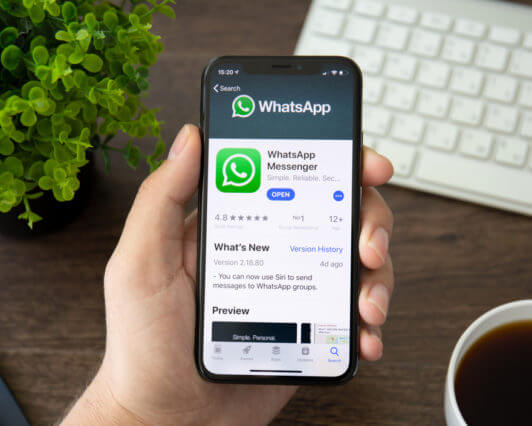 15:20
Search
WhatsApp
WhatsApp
Messenger
Simple. Reliable. Sec...
OPEN
4.8 ★★★★★ №1 12+
What's New Version History
Version 2.18.80 4d ago
- You can now use Siri to send
messages to WhatsApp groups.
Preview
Simple. Personal.
Search